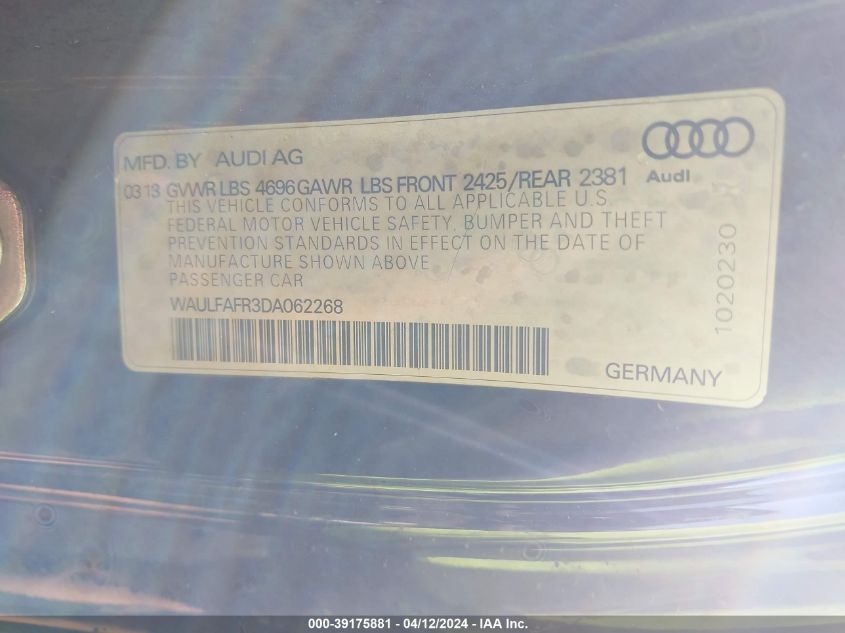 MFD. BY AUDI AG
0313 GVWR LBS 4696 GAWR LBS FRONT 2425/REAR 2381
Audi
THIS VEHICLE CONFORMS TO ALL APPLICABLE U.S.
FEDERAL MOTOR VEHICLE SAFETY, BUMPER AND THEFT
PREVENTION STANDARDS IN EFFECT ON THE DATE OF
MANUFACTURE SHOWN ABOVE
PASSENGER CAR
WAULFAFR3DA062268
GERMANY
1020230
000-39175881 - 04/12/2024 - IAA Inc.